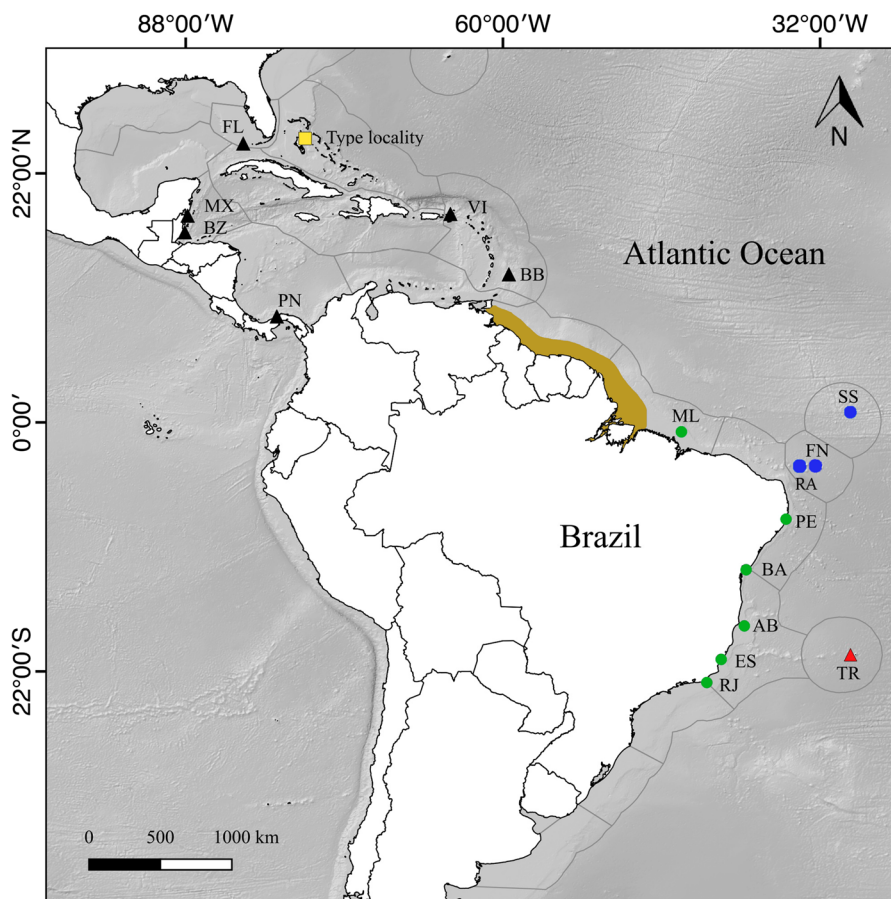 88°00′W 60°00′W 32°00′W
22°00′N
0°00′
22°00′S
N
FL
Type locality
MX
BZ
VI
BB
PN
Atlantic Ocean
ML
SS
FN
RA
PE
Brazil
BA
AB
ES
TR
RJ
0 500 1000 km